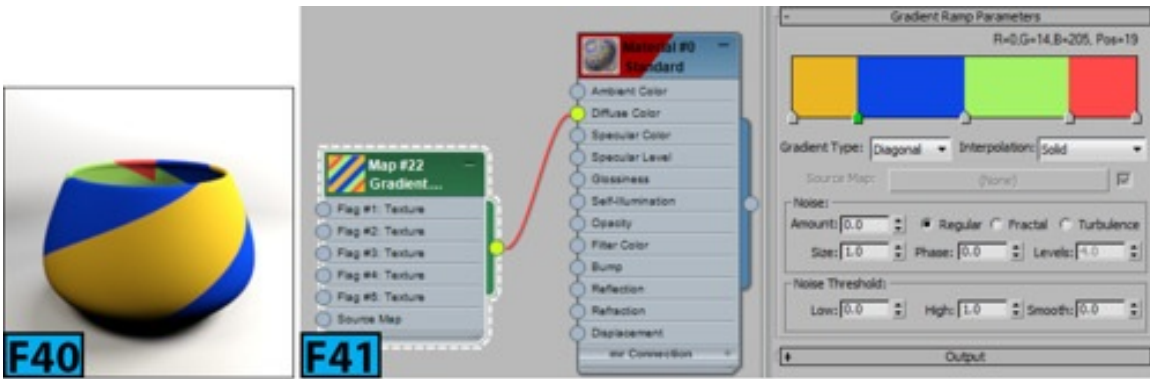 F40
F41
Map #22
Gradient....
Flag #1: Texture
Flag #2: Texture
Flag #3: Texture
Flag #4: Texture
Flag #5: Texture
Source Map
Material #0
Standard
Ambient Color
Diffuse Color
Specular Color
Specular Level
Glossiness
Self-Illumination
Opacity
Filter Color
Bump
Reflection
Refraction
Displacement
mr Connection +
- Gradient Ramp Parameters
R=0,G=14,B=205, Pos=19
Gradient Type: Diagonal Interpolation: Solid
Source Map: (None)
Noise:
Amount: 0.0 Regular Fractal Turbulence
Size: 1.0 Phase: 0.0 Levels: 4.0
Noise Threshold:
Low: 0.0 High: 1.0 Smooth: 0.0
+ Output